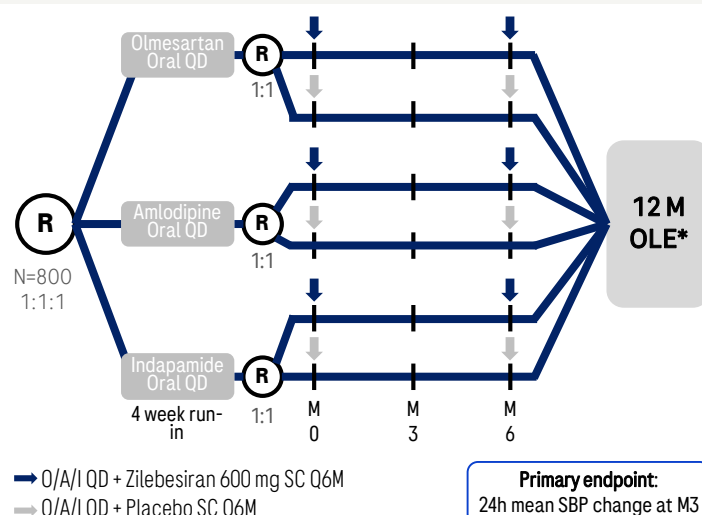 Olmesartan
Oral QD
R
1:1
Amlodipine
Oral QD
R
1:1
R
N=800
1:1:1
Indapamide
Oral QD
R
1:1
4 week run-
in
M
0
M
3
M
6
12 M
OLE*
O/A/I QD + Zilebesiran 600 mg SC Q6M
O/A/I QD + Placebo SC Q6M
Primary endpoint:
24h mean SBP change at M3